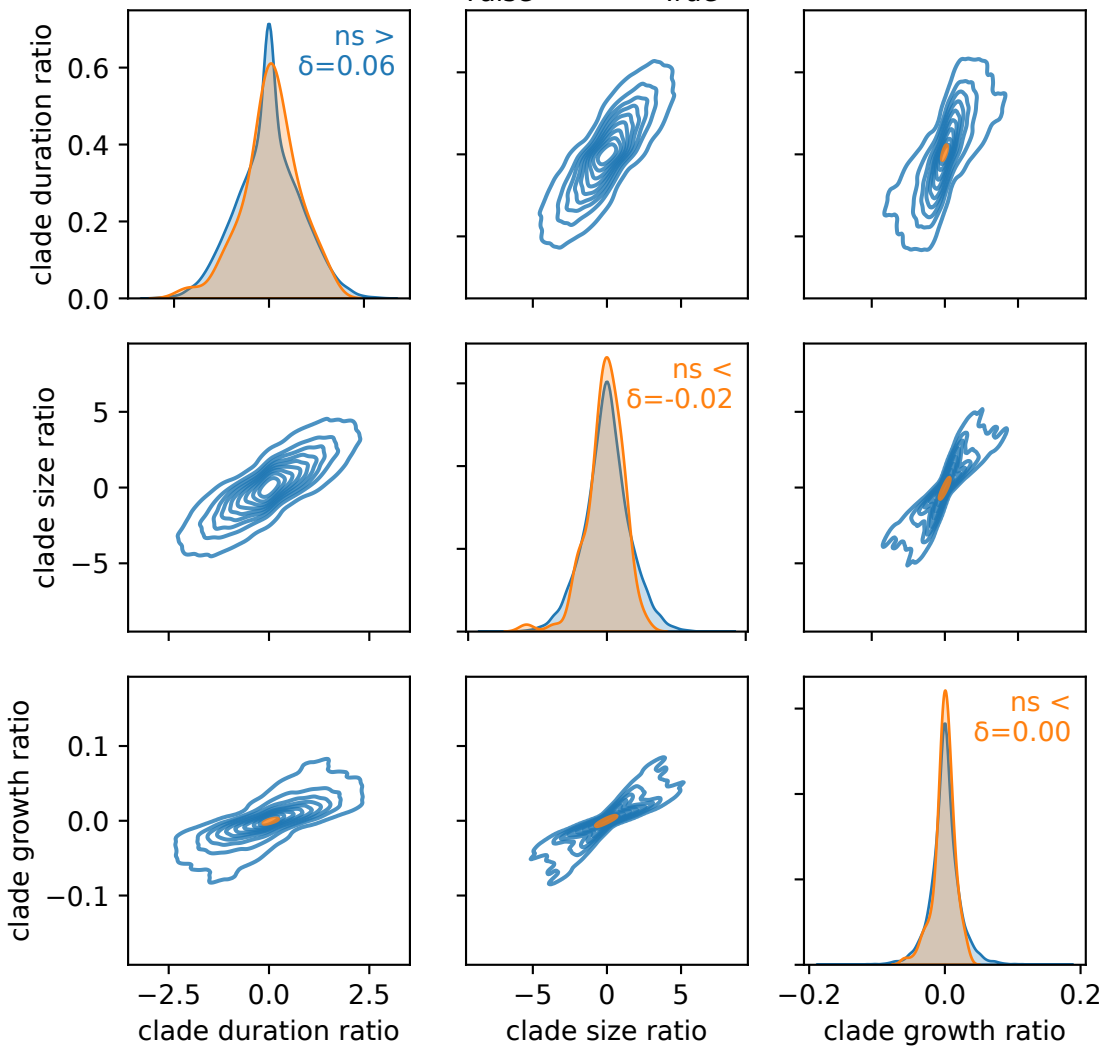 ns >
δ=0.06
clade duration ratio
0.6
0.4
0.2
0.0
ns <
δ=-0.02
clade size ratio
5
0
−5
ns <
δ=0.00
clade growth ratio
0.1
0.0
−0.1
−2.5 0.0 2.5
−5 0 5
−0.2 0.0 0.2
clade duration ratio
clade size ratio
clade growth ratio